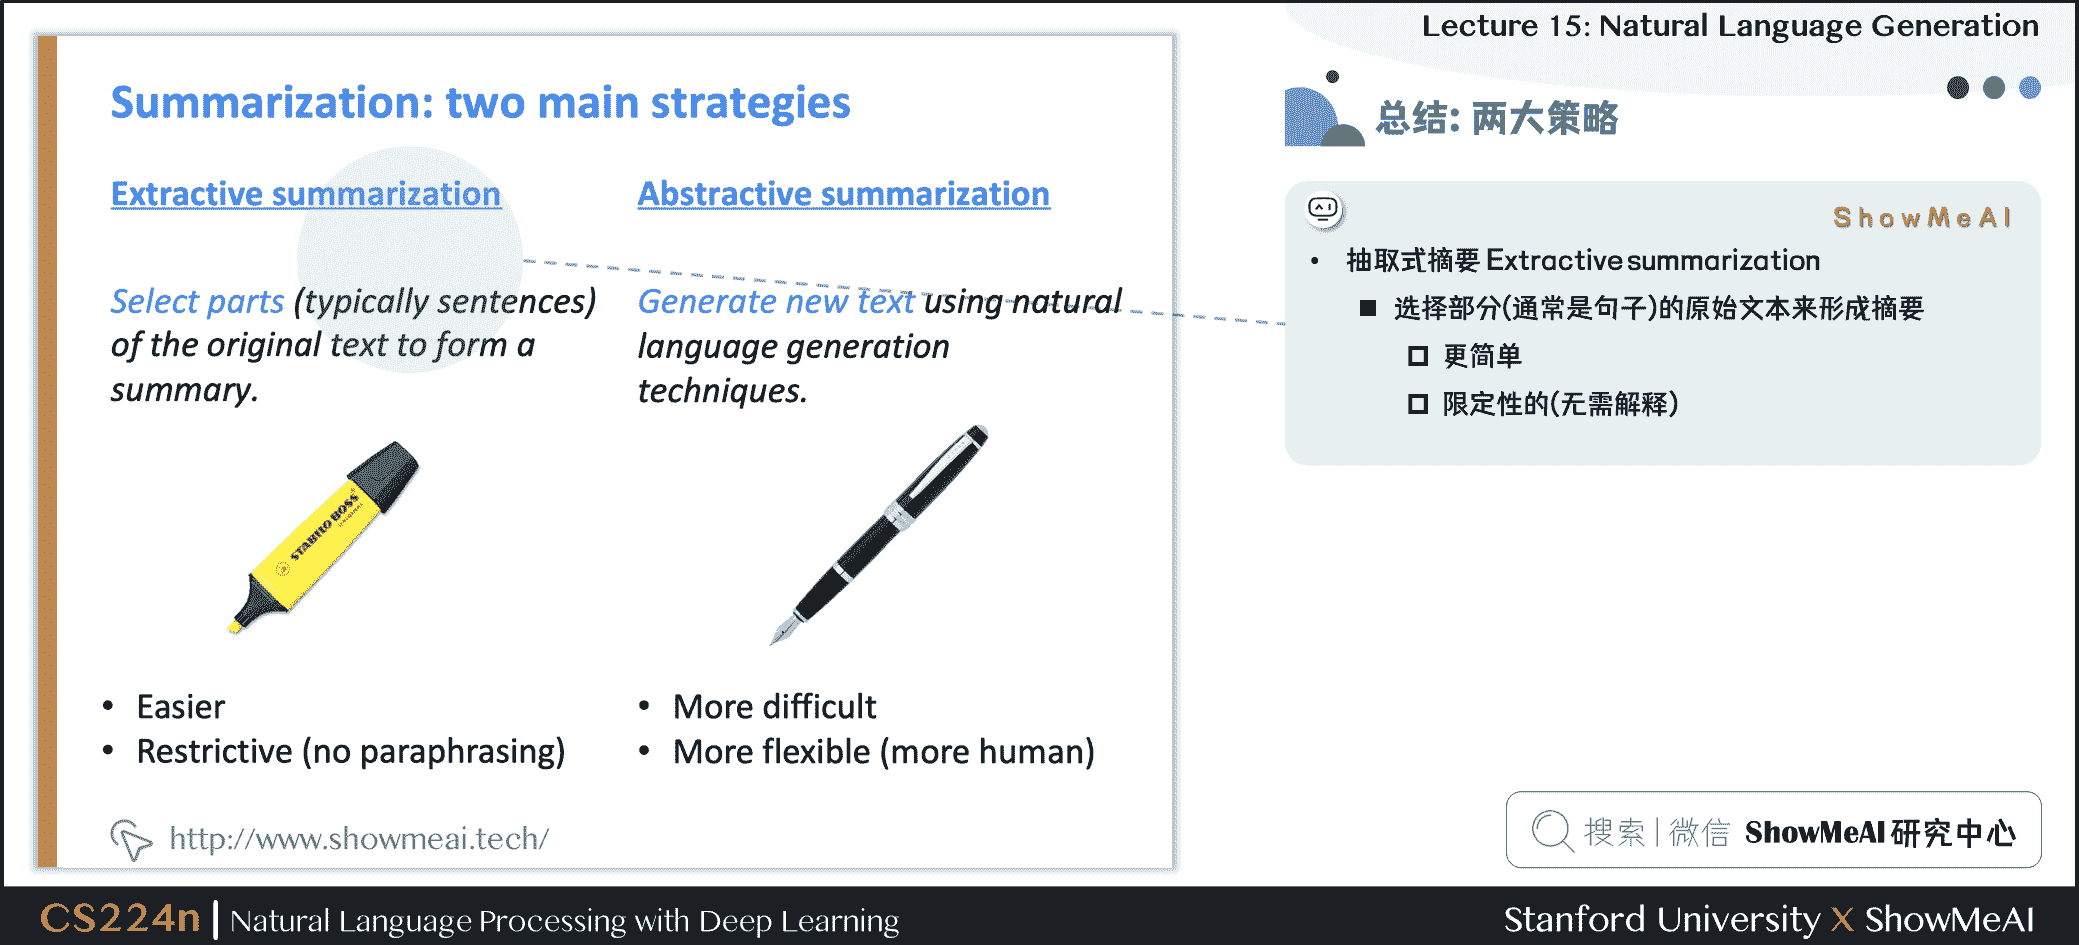 Lecture 15: Natural Language Generation
Summarization: two main strategies
Extractive summarization
Select parts (typically sentences)
of the original text to form a
summary.
STABILO BOSS
Easier
Restrictive (no paraphrasing)
Abstractive summarization
Generate new text using natural
language generation
techniques.
More difficult
More flexible (more human)
http://www.showmeai.tech/
总结: 两大策略
ShowMeAI
• 抽取式摘要 Extractive summarization
■ 选择部分(通常是句子)的原始文本来形成摘要
更简单
限定性的(无需解释)
搜索 | 微信 ShowMeAI 研究中心
CS224n | Natural Language Processing with Deep Learning
Stanford University X ShowMeAI